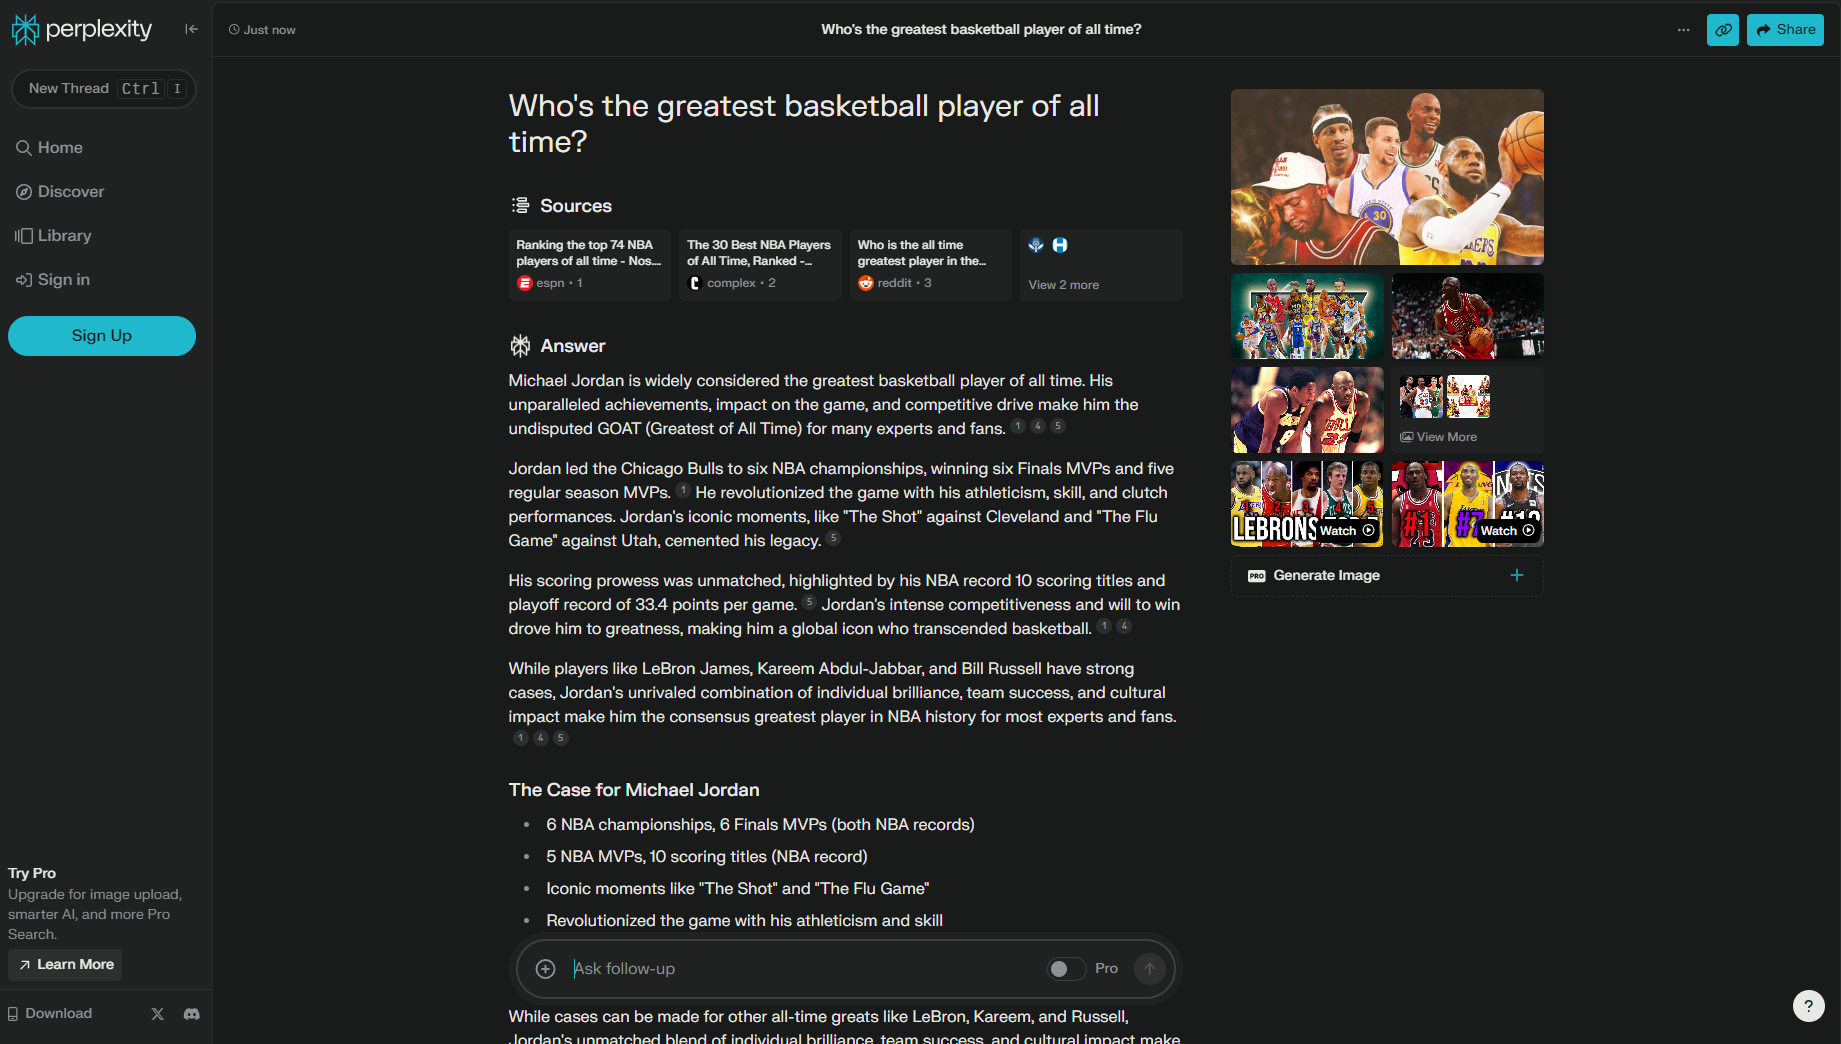 perplexity
New Thread Ctrl I
Home
Discover
Library
Sign in
Sign Up
Try Pro
Upgrade for image upload,
smarter AI, and more Pro
Search.
Learn More
Download
Just now
Who's the greatest basketball player of all time?
Share
Who's the greatest basketball player of all
time?
Sources
Ranking the top 74 NBA
players of all time - Nos....
espn • 1
The 30 Best NBA Players
of All Time, Ranked -...
complex • 2
Who is the all time
greatest player in the...
reddit • 3
View 2 more
Answer
Michael Jordan is widely considered the greatest basketball player of all time. His
unparalleled achievements, impact on the game, and competitive drive make him the
undisputed GOAT (Greatest of All Time) for many experts and fans. 1 4 5
Jordan led the Chicago Bulls to six NBA championships, winning six Finals MVPs and five
regular season MVPs. 1 He revolutionized the game with his athleticism, skill, and clutch
performances. Jordan's iconic moments, like "The Shot" against Cleveland and "The Flu
Game" against Utah, cemented his legacy. 5
His scoring prowess was unmatched, highlighted by his NBA record 10 scoring titles and
playoff record of 33.4 points per game. 5 Jordan's intense competitiveness and will to win
drove him to greatness, making him a global icon who transcended basketball. 1 4
While players like LeBron James, Kareem Abdul-Jabbar, and Bill Russell have strong
cases, Jordan's unrivaled combination of individual brilliance, team success, and cultural
impact make him the consensus greatest player in NBA history for most experts and fans.
1 4 5
The Case for Michael Jordan
• 6 NBA championships, 6 Finals MVPs (both NBA records)
• 5 NBA MVPs, 10 scoring titles (NBA record)
• Iconic moments like "The Shot" and "The Flu Game"
• Revolutionized the game with his athleticism and skill
Ask follow-up
Pro
While cases can be made for other all-time greats like LeBron, Kareem, and Russell,
Jordan's unmatched blend of individual brilliance, team success, and cultural impact make
30
View More
LEBRONS
Watch
#1
#7
Watch
PRO Generate Image
?